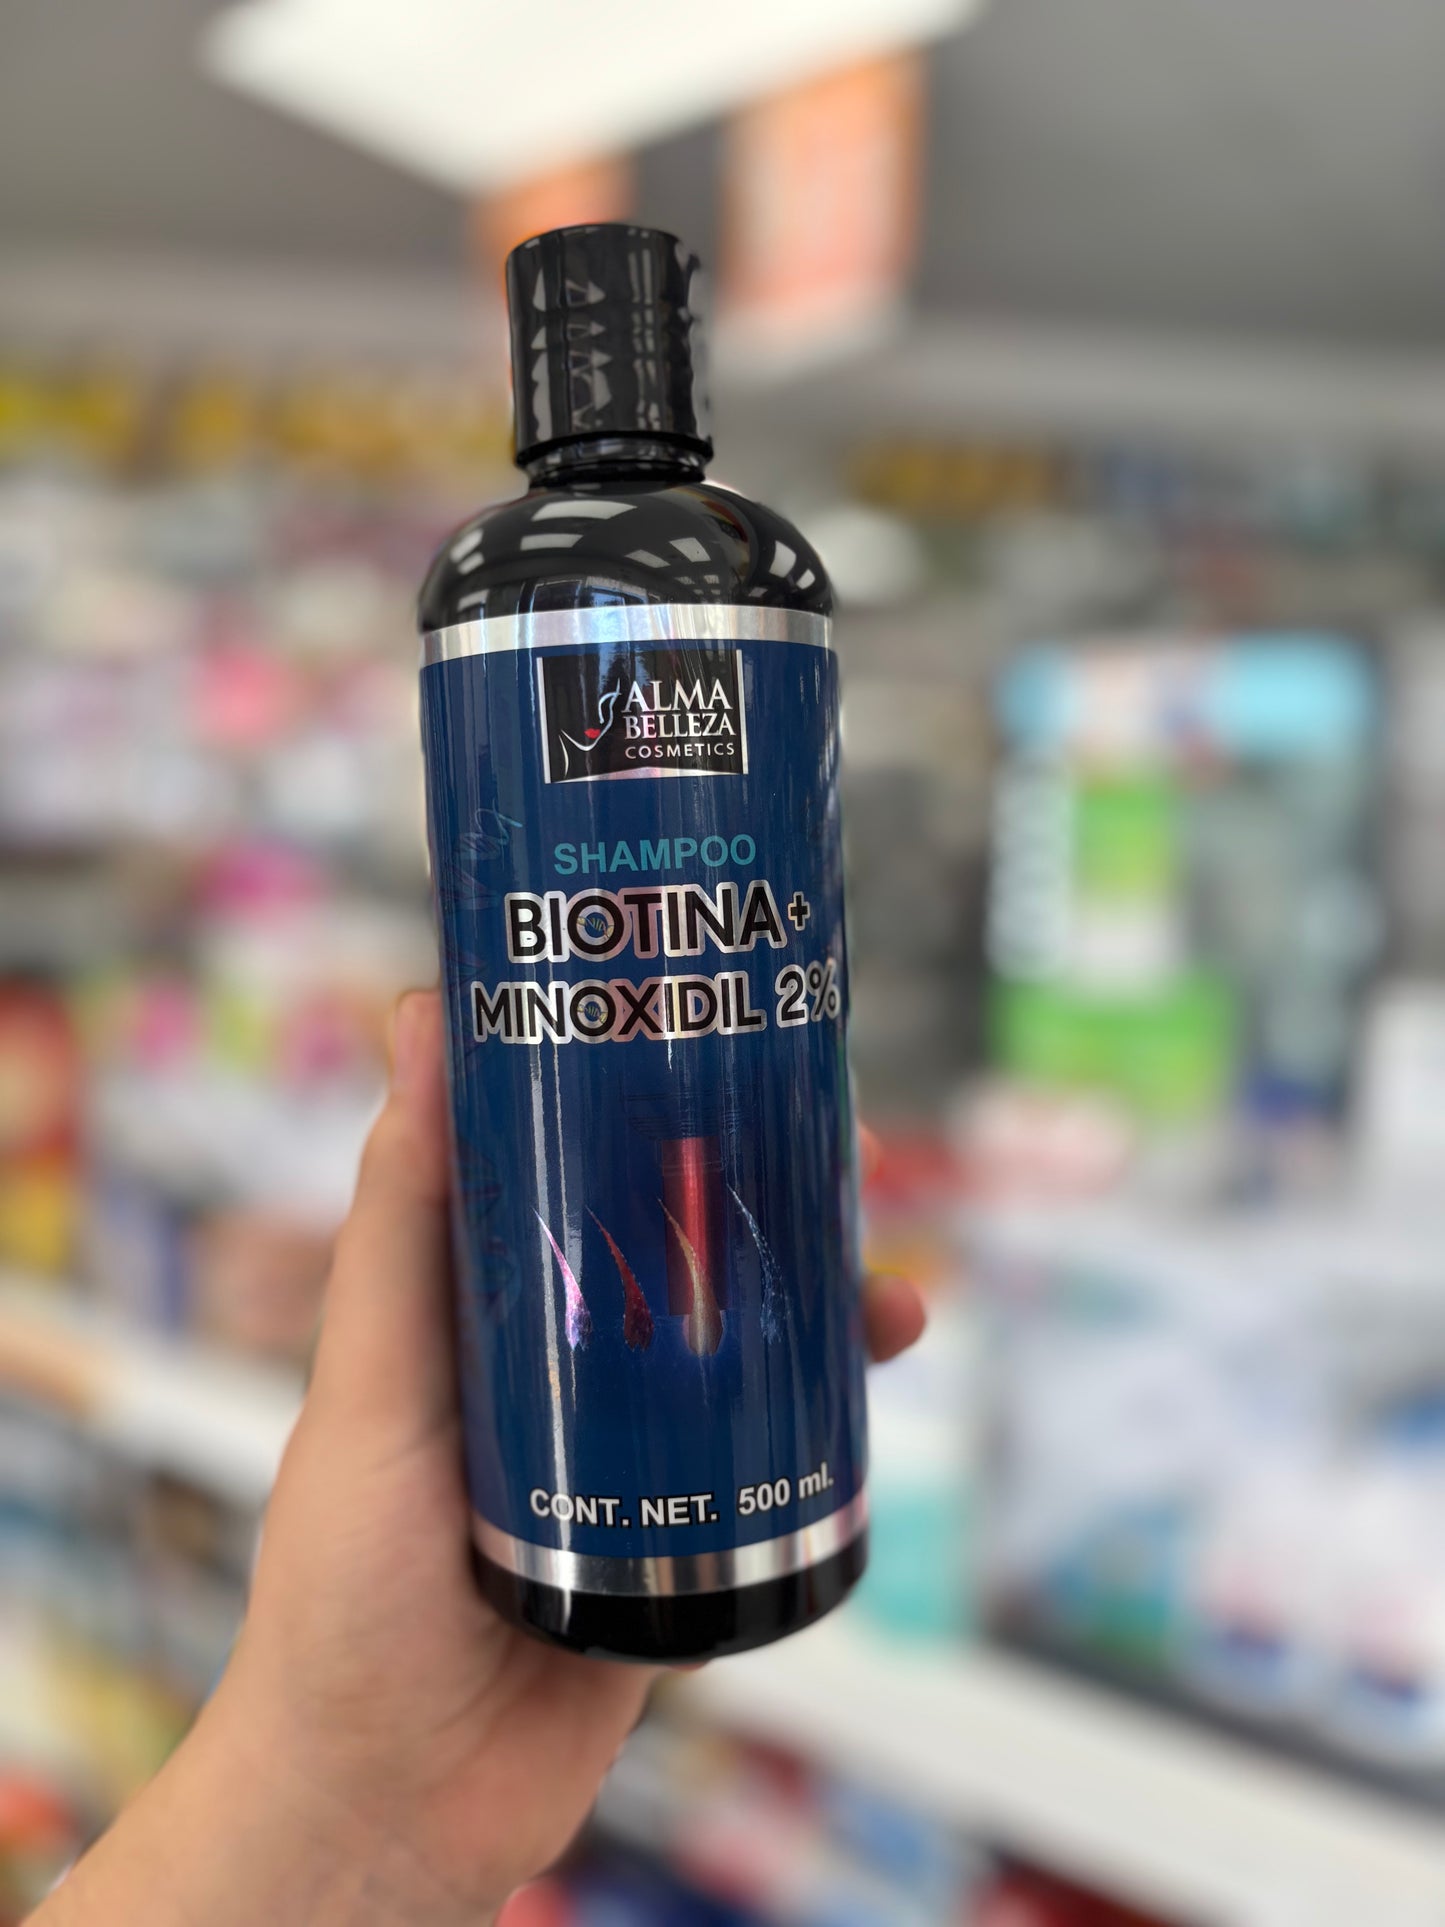 ALMA
BELLEZA
COSMETICS
SHAMPOO
BIOTINA+
MINOXIDIL 2%
CONT. NET. 500 ml.